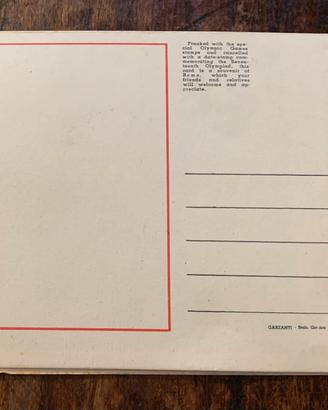 Franked with the spe-
cial Olympic Games
stamps and cancelled
with a date-stamp com-
memorating the Seven-
teenth Olympiad, this
card is a souvenir of
Rome, which your
friends and relatives
will welcome and ap-
preciate.
GARZANTI -